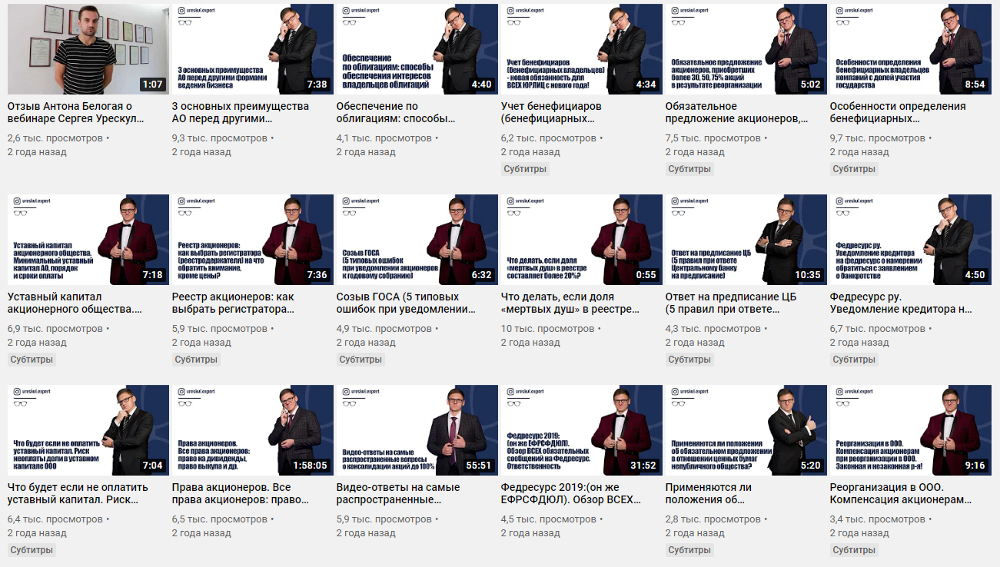 1:07
Отзыв Антона Белогая о
вебинаре Сергея Урескул...
2,6 тыс. просмотров •
2 года назад
ureskul.expert
3 основных преимущества
АО перед другими формами
ведения бизнеса
7:38
3 основных преимущества
АО перед другими...
9,3 тыс. просмотров •
2 года назад
ureskul.expert
Обеспечение
по облигациям: способы
обеспечения интересов
владельцев облигаций
4:40
Обеспечение по
облигациям: способы...
4,1 тыс. просмотров •
2 года назад
ureskul.expert
Учет бенефициаров
(бенефициарных владельцев)
- новая обязанность для
ВСЕХ ЮРЛИЦ с нового года!
4:34
Учет бенефициаров
(бенефициарных...
6,2 тыс. просмотров •
2 года назад
Субтитры
ureskul.expert
Обязательное предложение
акционеров, приобретших
более 30, 50, 75% акций
в результате реорганизации
5:02
Обязательное
предложение акционеров,...
7,5 тыс. просмотров •
2 года назад
Субтитры
ureskul.expert
Особенности определения
бенефициарных владельцев
компаний с долей участия
государства
8:54
Особенности определения
бенефициарных...
9,7 тыс. просмотров •
2 года назад
Субтитры
ureskul.expert
Уставный капитал
акционерного общества.
Минимальный уставный
капитал АО, порядок
и сроки оплаты
7:18
Уставный капитал
акционерного общества....
6,9 тыс. просмотров •
2 года назад
Субтитры
ureskul.expert
Реестр акционеров:
как выбрать регистратора
(реестродержателя) на что
обратить внимание,
кроме цены?
7:36
Реестр акционеров: как
выбрать регистратора...
5,9 тыс. просмотров •
2 года назад
Субтитры
ureskul.expert
Созыв ГОСА
(5 типовых ошибок
при уведомлении акционеров
к годовому собранию)
6:32
Созыв ГОСА (5 типовых
ошибок при уведомлении...
4,9 тыс. просмотров •
2 года назад
Субтитры
ureskul.expert
Что делать, если доля
«мертвых душ» в реестре
составляет более 20%?
0:55
Что делать, если доля
«мертвых душ» в реестре...
10 тыс. просмотров •
2 года назад
ureskul.expert
Ответ на предписание ЦБ
(5 правил при ответе
Центральному банку
на предписание)
10:35
Ответ на предписание ЦБ
(5 правил при ответе...
4,3 тыс. просмотров •
2 года назад
Субтитры
ureskul.expert
Федресурс ру.
Уведомление кредитора
на федресурс о намерении
обратиться с заявлением
о банкротстве
4:50
Федресурс ру.
Уведомление кредитора н...
6,7 тыс. просмотров •
2 года назад
Субтитры
ureskul.expert
Что будет если не оплатить
уставный капитал. Риск
неоплаты доли в уставном
капитале ООО
7:04
Что будет если не оплатить
уставный капитал. Риск...
6,4 тыс. просмотров •
2 года назад
Субтитры
ureskul.expert
Права акционеров.
Все права акционеров:
право на дивиденды,
право выкупа и др.
1:58:05
Права акционеров. Все
права акционеров: право...
6,5 тыс. просмотров •
2 года назад
ureskul.expert
Видео-ответы на самые
распространенные вопросы
о консолидации акций до 100%
55:51
Видео-ответы на самые
распространенные...
5,9 тыс. просмотров •
2 года назад
ureskul.expert
Федресурс 2019:
(он же ЕФРСФДЮЛ).
Обзор ВСЕХ обязательных
сообщений на Федресурс.
Ответственность
31:52
Федресурс 2019:(он же
ЕФРСФДЮЛ). Обзор ВСЕХ...
4,5 тыс. просмотров •
2 года назад
ureskul.expert
Применяются ли положения
об обязательном предложении
в отношении ценных бумаг
непубличного общества?
5:20
Применяются ли
положения об...
2,8 тыс. просмотров •
2 года назад
Субтитры
ureskul.expert
Реорганизация в ООО.
Компенсация акционерам
при реорганизации в ООО.
Законная и незаконная р-я!
9:16
Реорганизация в ООО.
Компенсация акционерам...
3,4 тыс. просмотров •
2 года назад
Субтитры